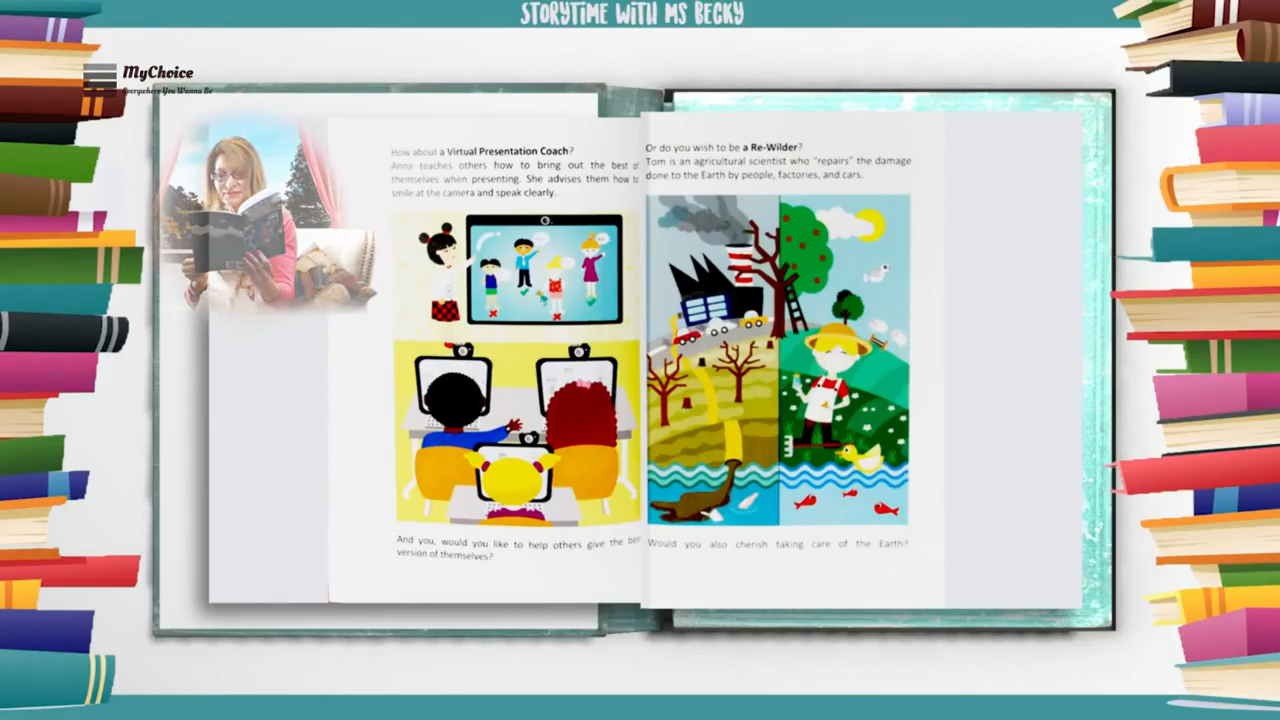 STORYTIME WITH MS BECKY
MyChoice
Everywhere You Wanna Be
How about a Virtual Presentation Coach?
Anna teaches others how to bring out the best of
themselves when presenting. She advises them how to
smile at the camera and speak clearly.
And you, would you like to help others give the best
version of themselves?
Or do you wish to be a Re-Wilder?
Tom is an agricultural scientist who "repairs" the damage
done to the Earth by people, factories, and cars.
Would you also cherish taking care of the Earth?